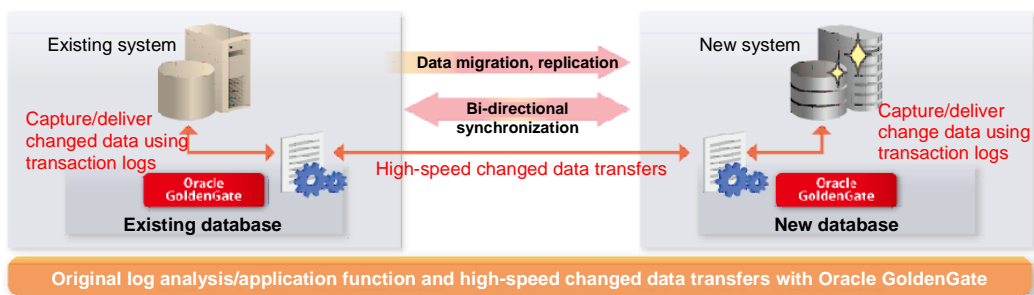 Existing system
Capture/deliver
changed data using
transaction logs
Oracle
GoldenGate
Existing database
Data migration, replication
Bi-directional
synchronization
High-speed changed data transfers
New system
Capture/deliver
change data using
transaction logs
Oracle
GoldenGate
New database
Original log analysis/application function and high-speed changed data transfers with Oracle GoldenGate